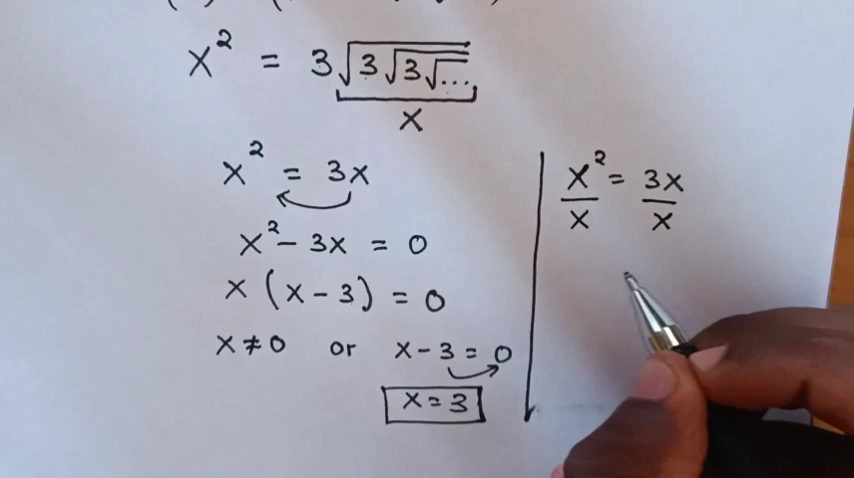 x² = 3√3√3√...
x
x² = 3x
x² - 3x = 0
x (x - 3) = 0
x ≠ 0 or x - 3 = 0
x = 3
x²/x = 3x/x